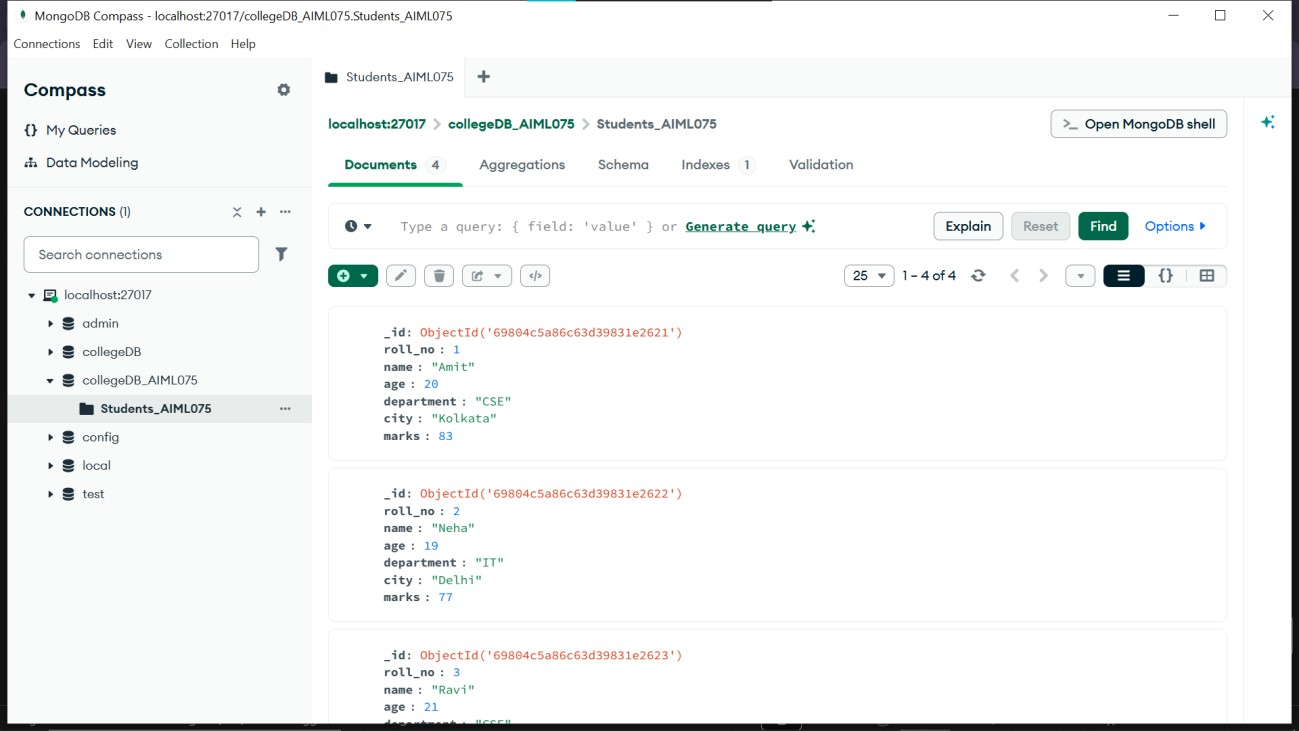 MongoDB Compass - localhost:27017/collegeDB_AIML075.Students_AIML075
Connections Edit View Collection Help
Compass
My Queries
Data Modeling
CONNECTIONS (1)
Search connections
localhost:27017
admin
collegeDB
collegeDB_AIML075
Students_AIML075
config
local
test
Students_AIML075
localhost:27017 > collegeDB_AIML075 > Students_AIML075
>_ Open MongoDB shell
Documents 4 Aggregations Schema Indexes 1 Validation
Type a query: { field: 'value' } or Generate query
Explain Reset Find Options
25 1 – 4 of 4
_id: ObjectId('69804c5a86c63d39831e2621')
roll_no : 1
name : "Amit"
age : 20
department : "CSE"
city : "Kolkata"
marks : 83
_id: ObjectId('69804c5a86c63d39831e2622')
roll_no : 2
name : "Neha"
age : 19
department : "IT"
city : "Delhi"
marks : 77
_id: ObjectId('69804c5a86c63d39831e2623')
roll_no : 3
name : "Ravi"
age : 21
department : "CSE"